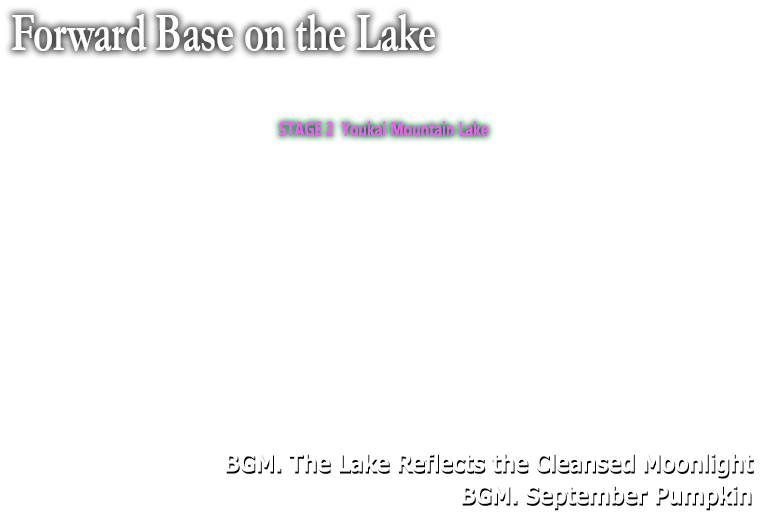 Forward Base on the Lake
STAGE 2 Youkai Mountain Lake
BGM. The Lake Reflects the Cleansed Moonlight
BGM. September Pumpkin